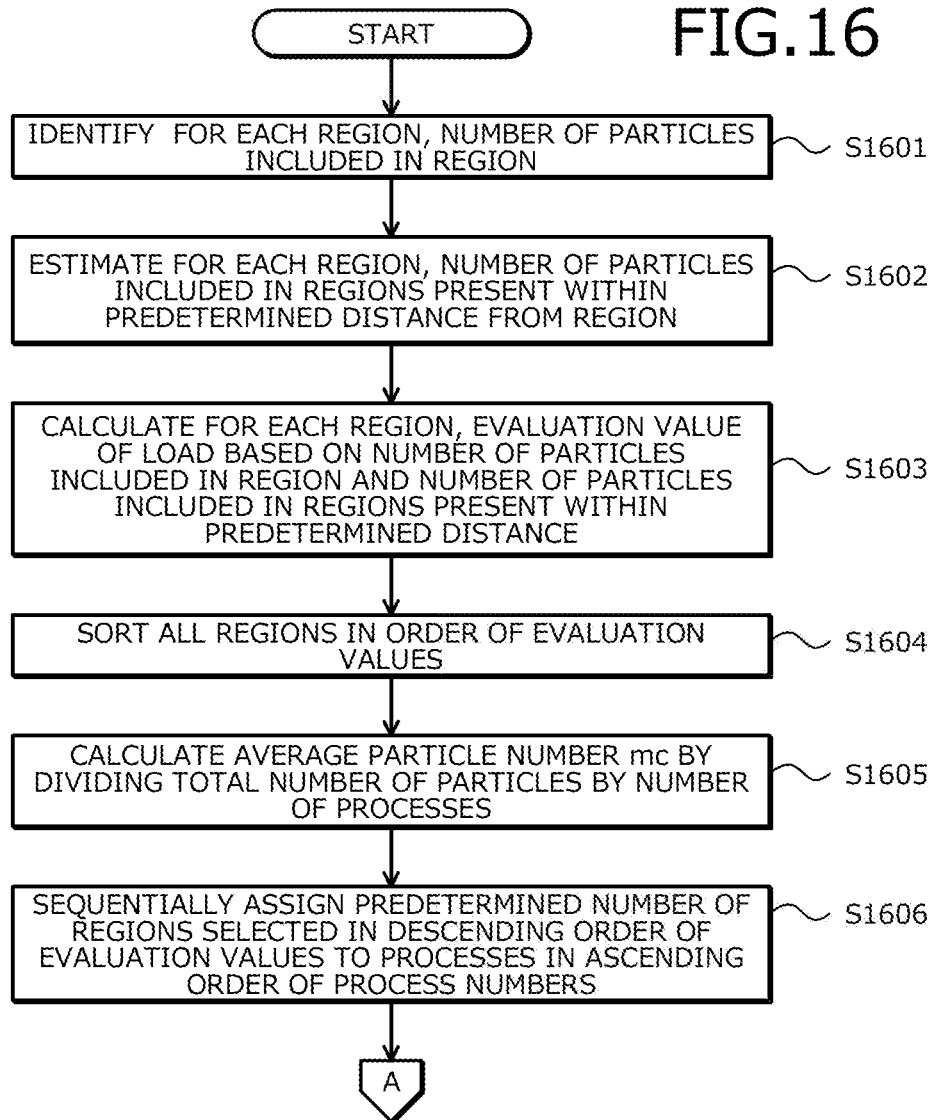 FIG.16
START
IDENTIFY FOR EACH REGION, NUMBER OF PARTICLES
INCLUDED IN REGION
S1601
ESTIMATE FOR EACH REGION, NUMBER OF PARTICLES
INCLUDED IN REGIONS PRESENT WITHIN
PREDETERMINED DISTANCE FROM REGION
S1602
CALCULATE FOR EACH REGION, EVALUATION VALUE
OF LOAD BASED ON NUMBER OF PARTICLES
INCLUDED IN REGION AND NUMBER OF PARTICLES
INCLUDED IN REGIONS PRESENT WITHIN
PREDETERMINED DISTANCE
S1603
SORT ALL REGIONS IN ORDER OF EVALUATION
VALUES
S1604
CALCULATE AVERAGE PARTICLE NUMBER mc BY
DIVIDING TOTAL NUMBER OF PARTICLES BY NUMBER
OF PROCESSES
S1605
SEQUENTIALLY ASSIGN PREDETERMINED NUMBER OF
REGIONS SELECTED IN DESCENDING ORDER OF
EVALUATION VALUES TO PROCESSES IN ASCENDING
ORDER OF PROCESS NUMBERS
S1606
A